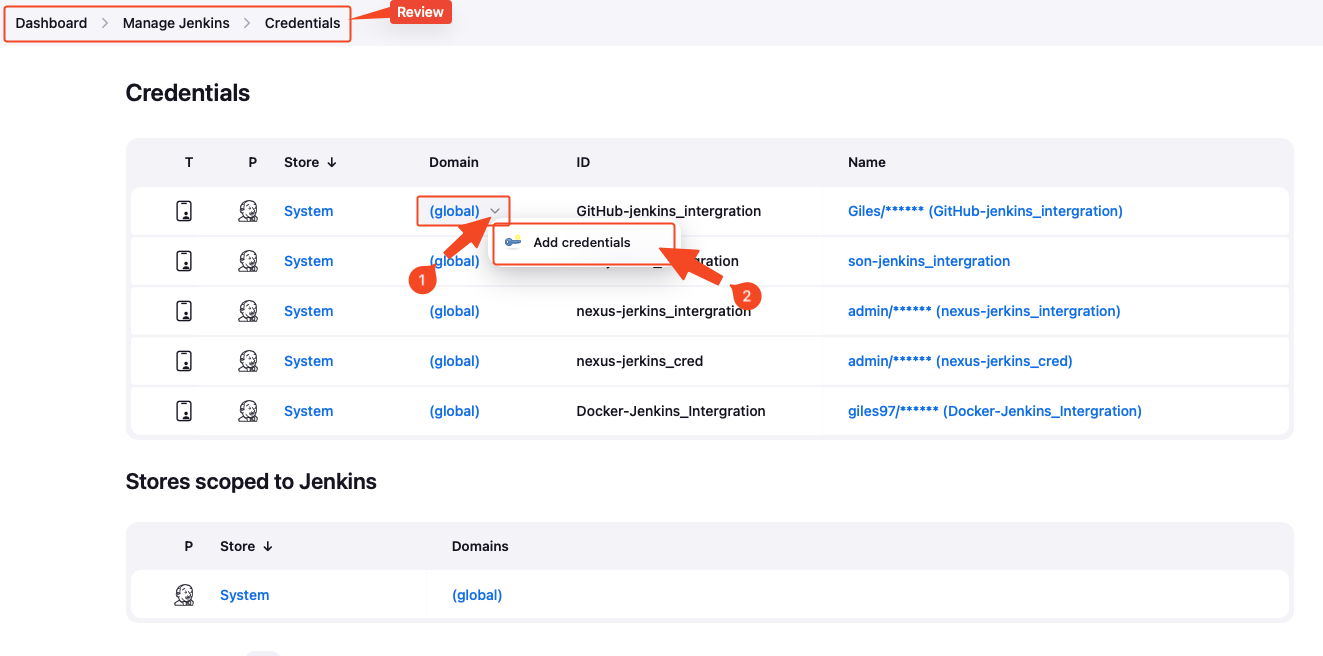 Dashboard > Manage Jenkins > Credentials
Review
Credentials
T P Store ↓ Domain ID Name
System (global) GitHub-jenkins_intergration Giles/****** (GitHub-jenkins_intergration)
Add credentials
System (global) son-jenkins_intergration
1
2
System (global) nexus-jerkins_intergration admin/****** (nexus-jerkins_intergration)
System (global) nexus-jerkins_cred admin/****** (nexus-jerkins_cred)
System (global) Docker-Jenkins_Intergration giles97/****** (Docker-Jenkins_Intergration)
Stores scoped to Jenkins
P Store ↓ Domains
System (global)